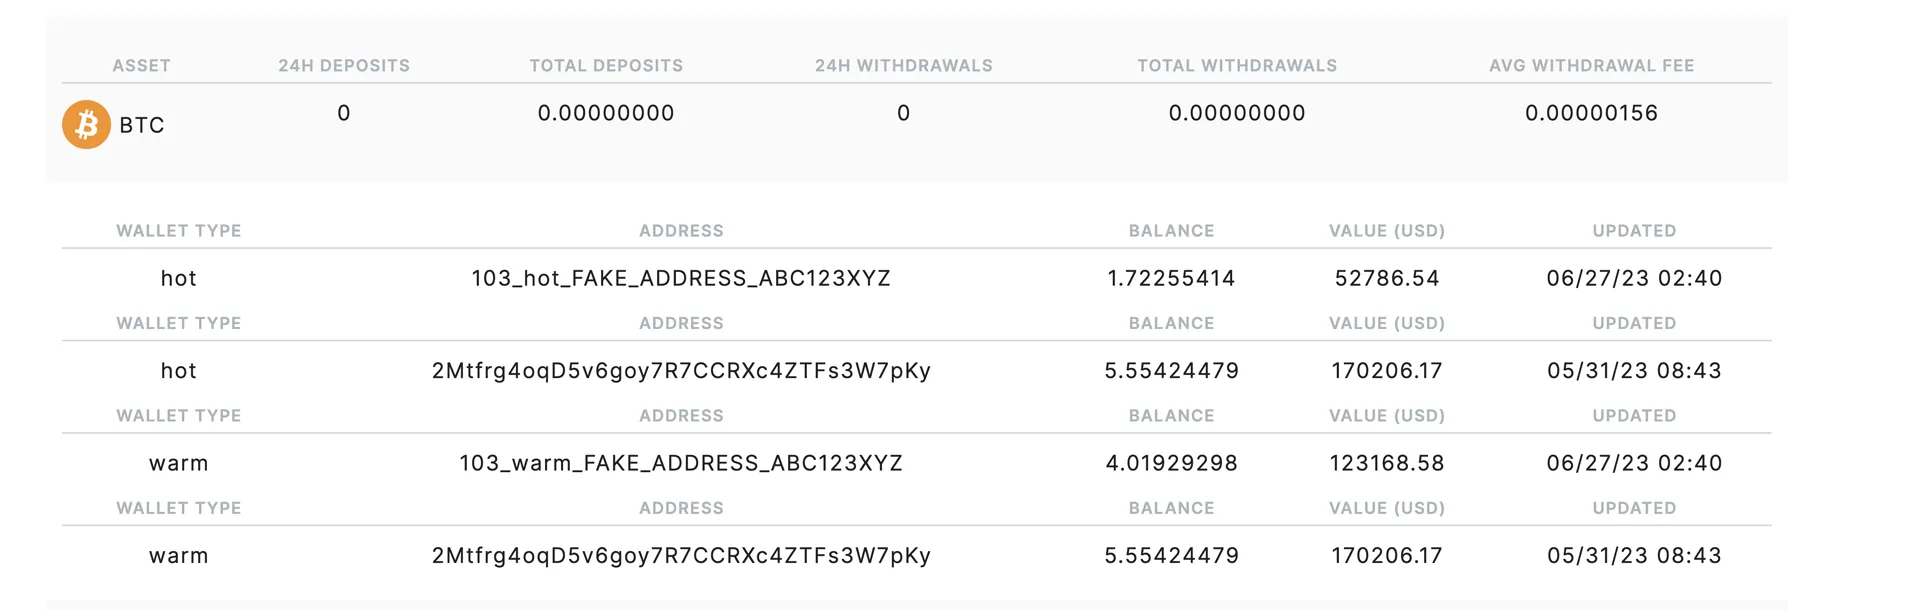 ASSET 24H DEPOSITS TOTAL DEPOSITS 24H WITHDRAWALS TOTAL WITHDRAWALS AVG WITHDRAWAL FEE
BTC 0 0.00000000 0 0.00000000 0.00000156
WALLET TYPE ADDRESS BALANCE VALUE (USD) UPDATED
hot 103_hot_FAKE_ADDRESS_ABC123XYZ 1.72255414 52786.54 06/27/23 02:40
WALLET TYPE ADDRESS BALANCE VALUE (USD) UPDATED
hot 2Mtfrg4oqD5v6goy7R7CCRXc4ZTFs3W7pKy 5.55424479 170206.17 05/31/23 08:43
WALLET TYPE ADDRESS BALANCE VALUE (USD) UPDATED
warm 103_warm_FAKE_ADDRESS_ABC123XYZ 4.01929298 123168.58 06/27/23 02:40
WALLET TYPE ADDRESS BALANCE VALUE (USD) UPDATED
warm 2Mtfrg4oqD5v6goy7R7CCRXc4ZTFs3W7pKy 5.55424479 170206.17 05/31/23 08:43